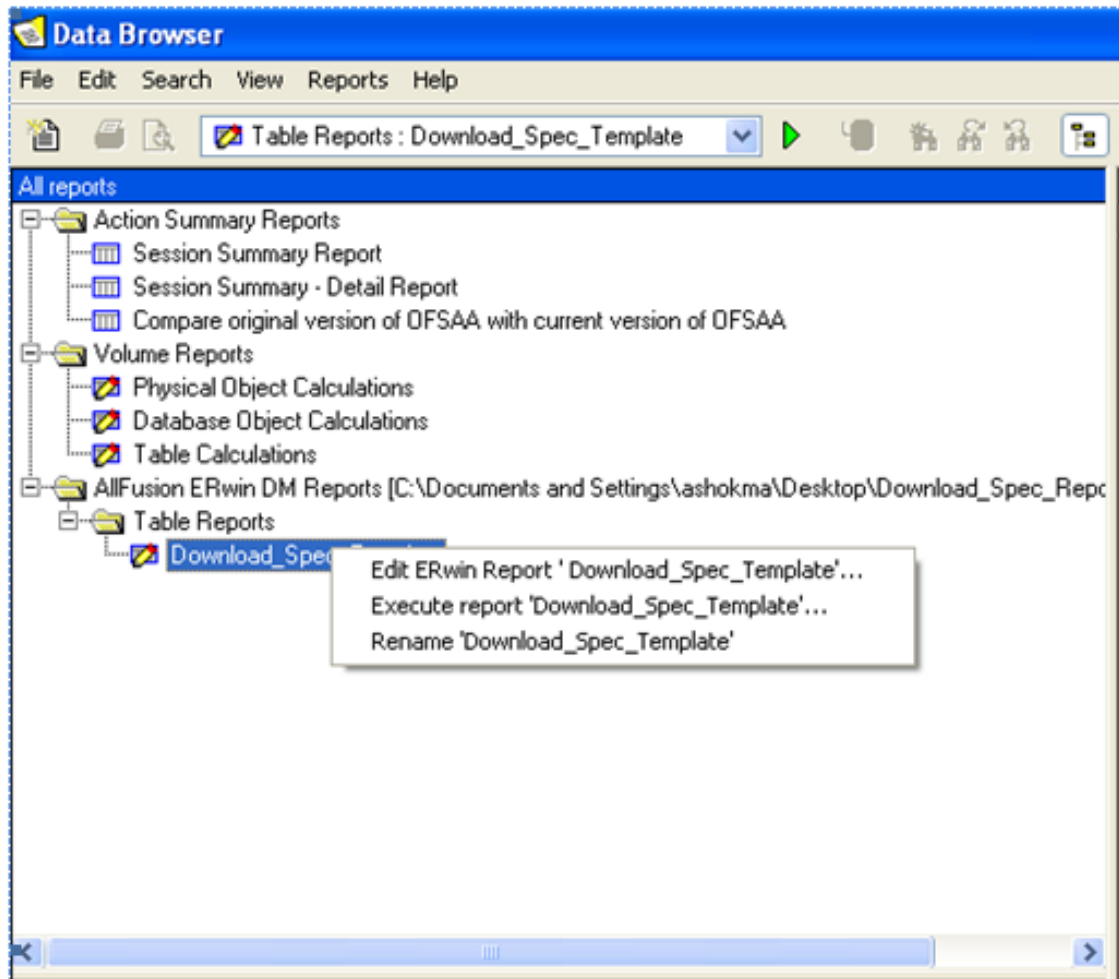 Data Browser
File Edit Search View Reports Help
Table Reports : Download_Spec_Template
All reports
Action Summary Reports
Session Summary Report
Session Summary - Detail Report
Compare original version of OFSAA with current version of OFSAA
Volume Reports
Physical Object Calculations
Database Object Calculations
Table Calculations
AllFusion ERwin DM Reports [C:\Documents and Settings\ashokma\Desktop\Download_Spec_Repo
Table Reports
Download_Spec
Edit ERwin Report ' Download_Spec_Template'...
Execute report 'Download_Spec_Template'...
Rename 'Download_Spec_Template'